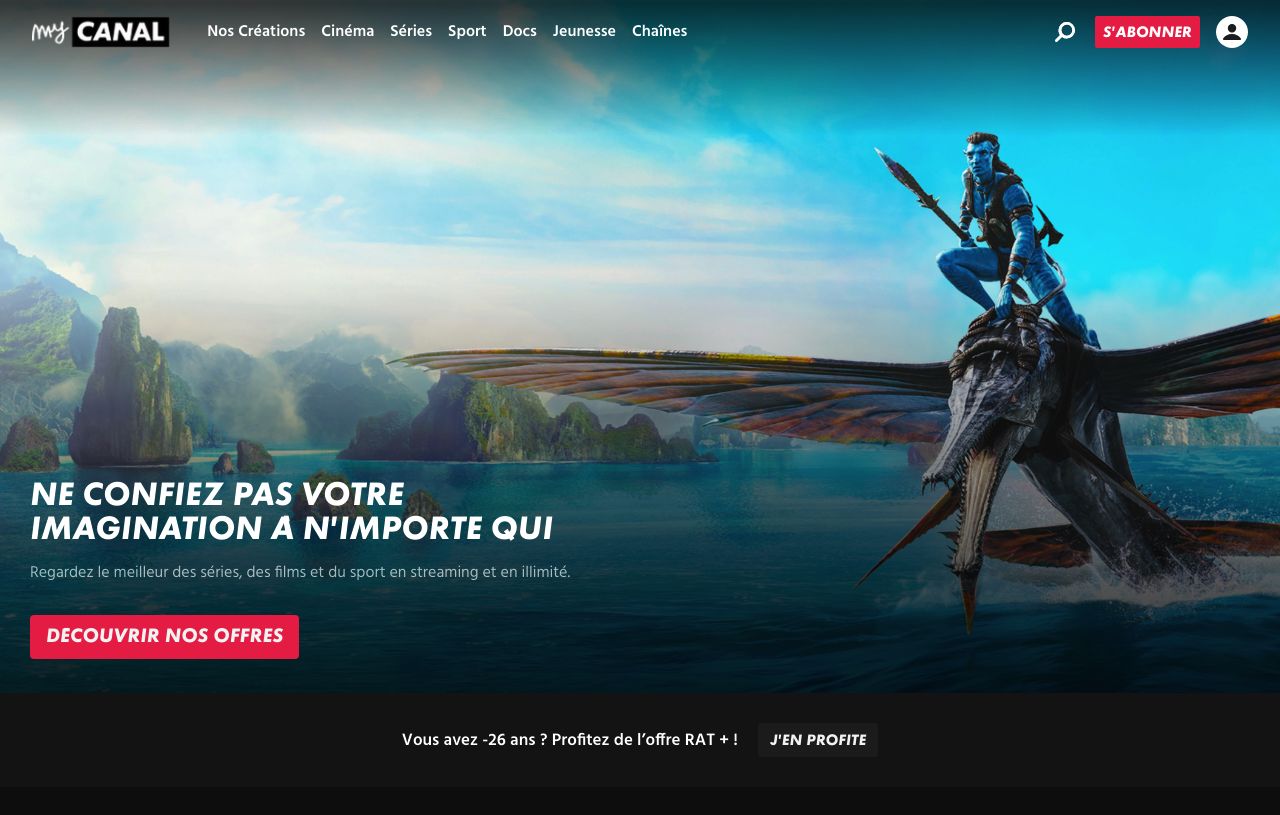 my CANAL
Nos Créations Cinéma Séries Sport Docs Jeunesse Chaînes
S'ABONNER
NE CONFIEZ PAS VOTRE
IMAGINATION A N'IMPORTE QUI
Regardez le meilleur des séries, des films et du sport en streaming et en illimité.
DECOUVRIR NOS OFFRES
Vous avez -26 ans ? Profitez de l’offre RAT + !
J'EN PROFITE